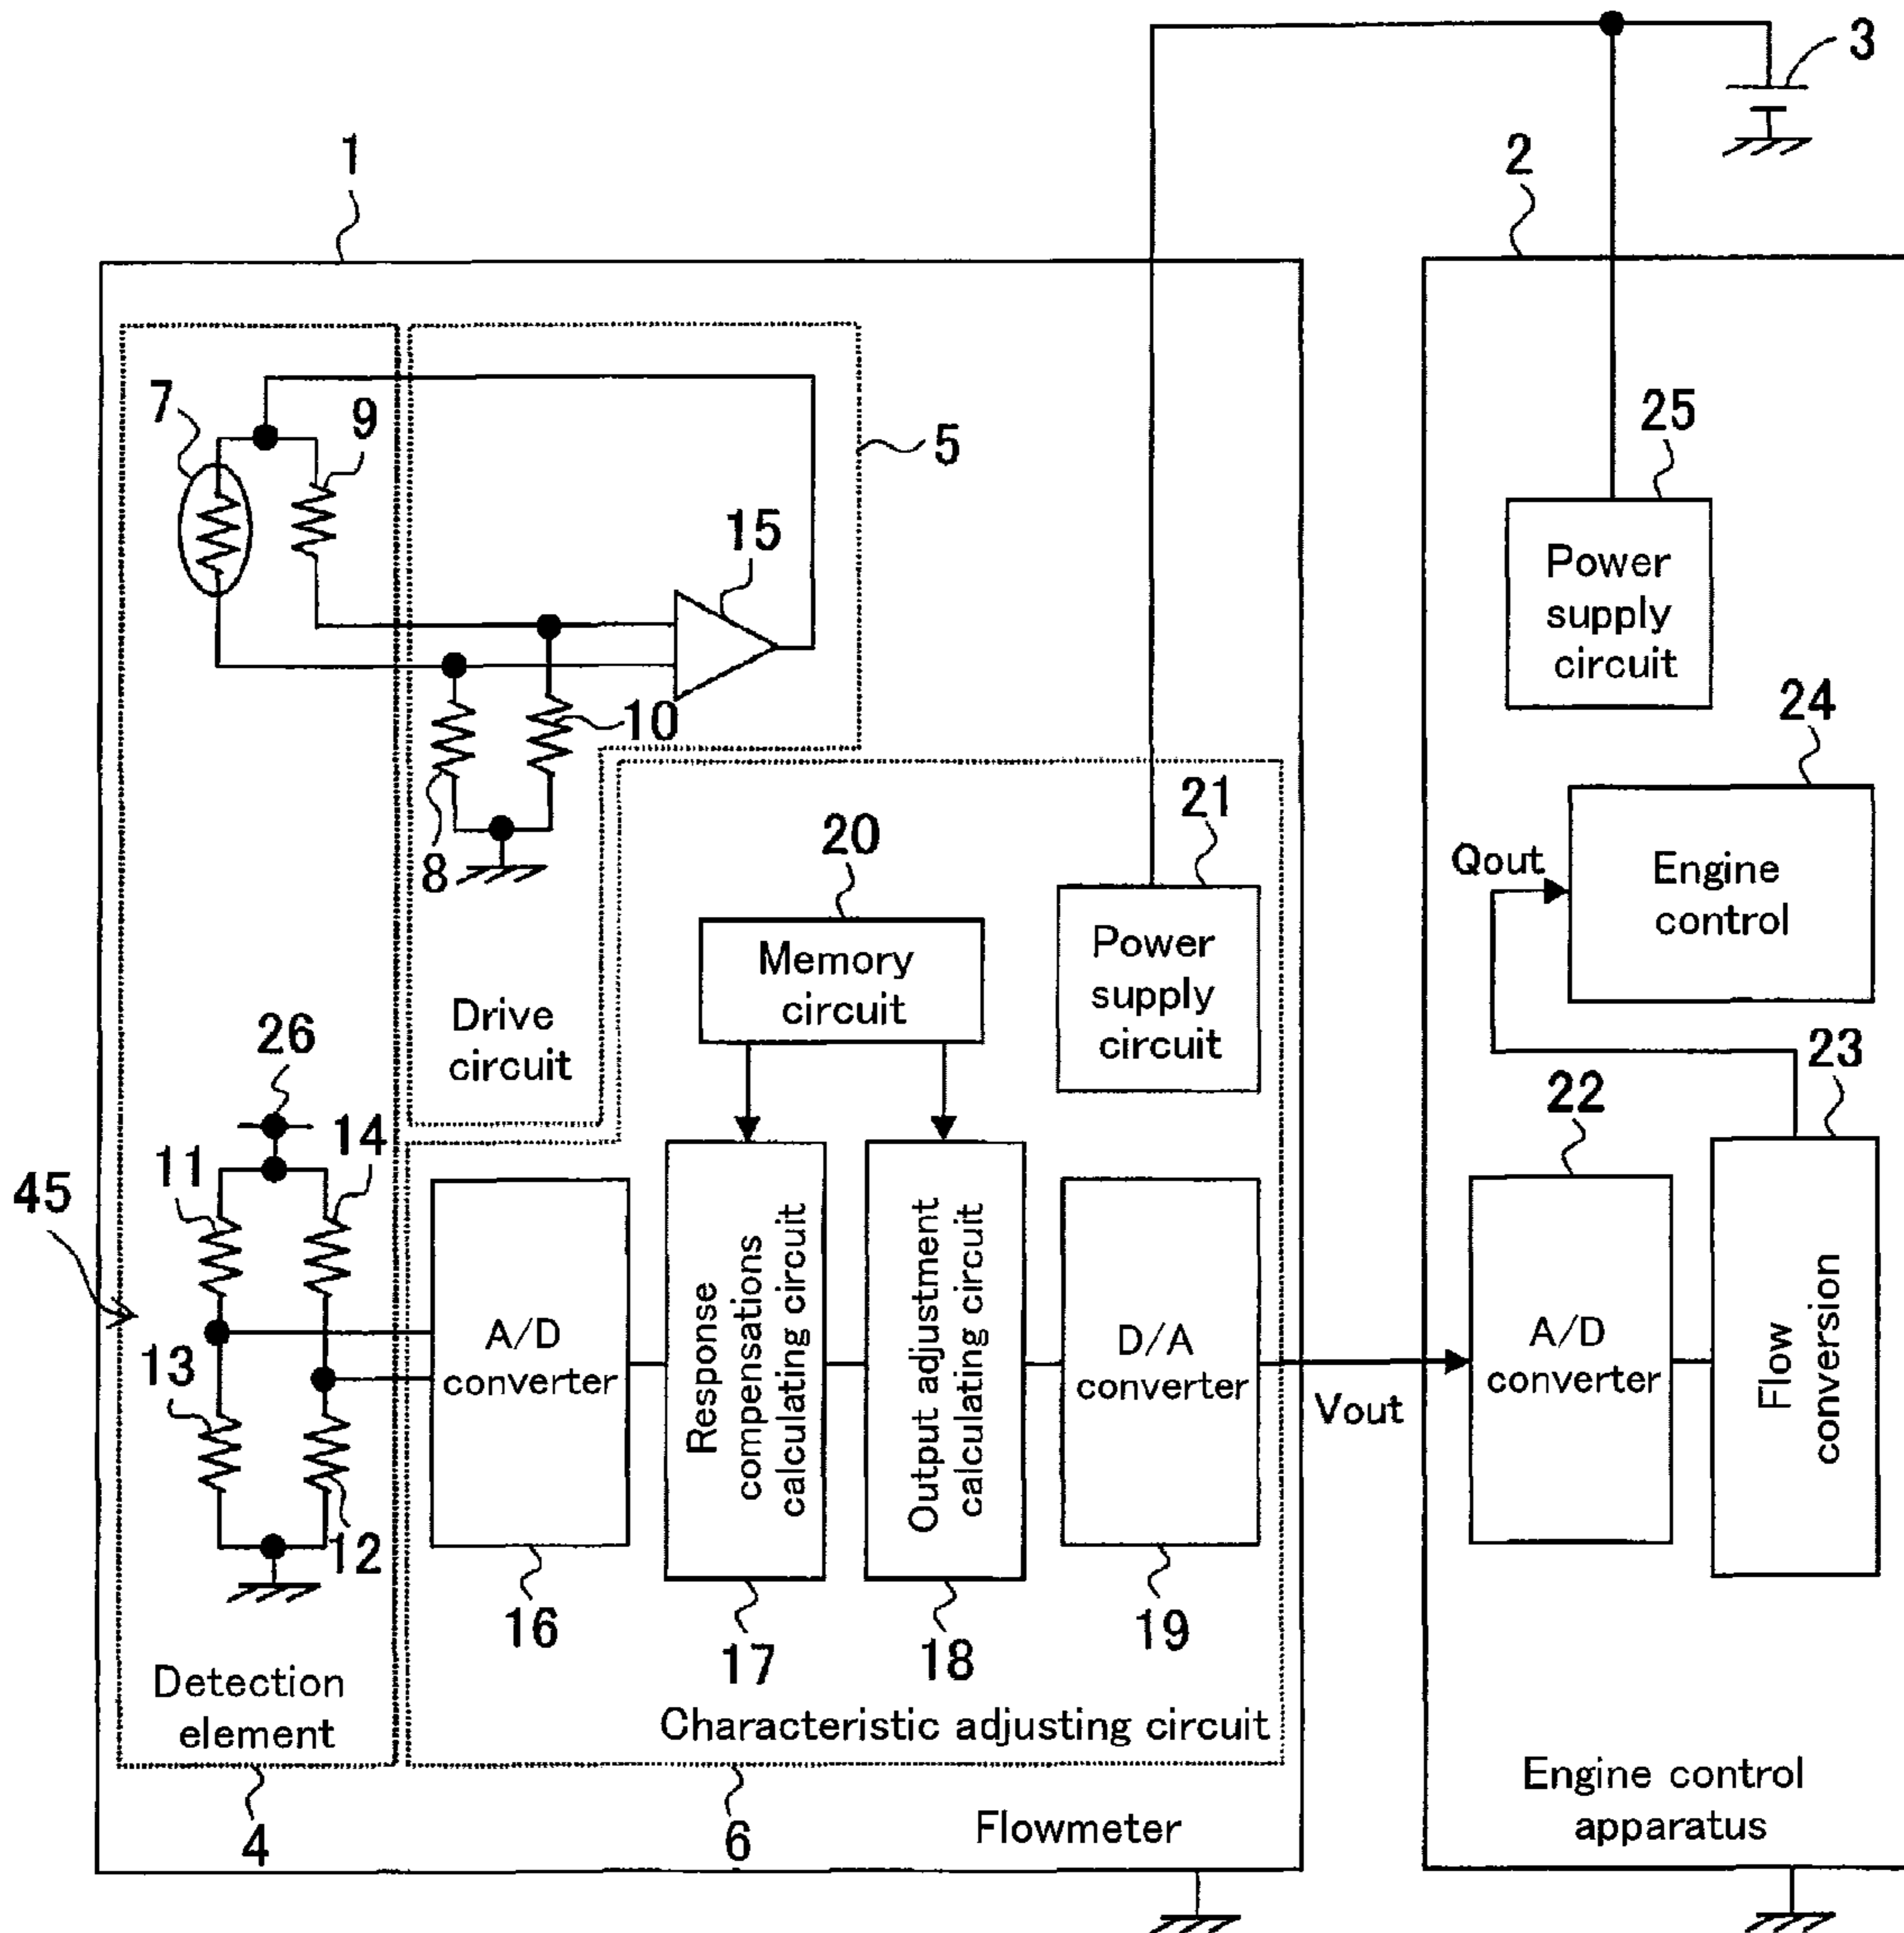 3
1
2
7
9
5
25
15
Power
supply
circuit
10
8
24
21
20
Qout
Engine
control
Memory
circuit
Power
supply
circuit
Drive
circuit
26
23
22
11
14
45
A/D
converter
Response
compensations
calculating circuit
Output adjustment
calculating circuit
D/A
converter
A/D
converter
Flow
conversion
13
Vout
12
16
17
18
19
Detection
element
Characteristic adjusting circuit
4
6
Flowmeter
Engine control
apparatus